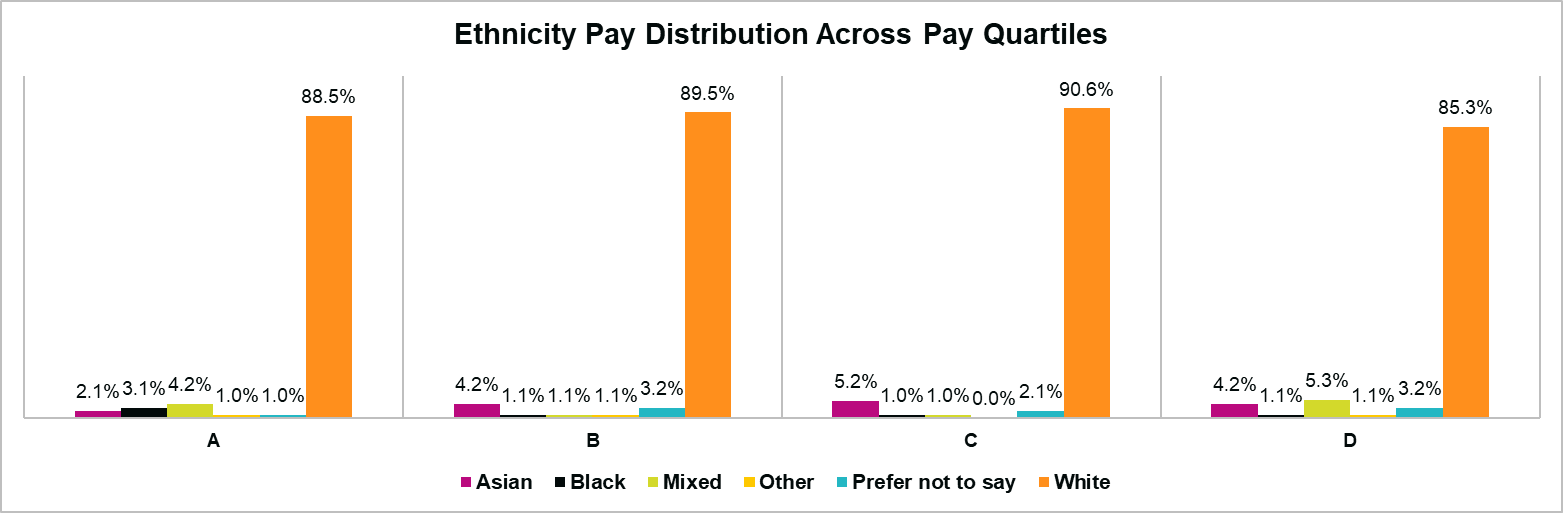 Ethnicity Pay Distribution Across Pay Quartiles
88.5% 89.5% 90.6% 85.3%
2.1% 3.1% 4.2% 1.0% 1.0% 4.2% 1.1% 1.1% 1.1% 3.2% 5.2% 1.0% 1.0% 0.0% 2.1% 4.2% 1.1% 5.3% 1.1% 3.2%
A B C D
Asian Black Mixed Other Prefer not to say White